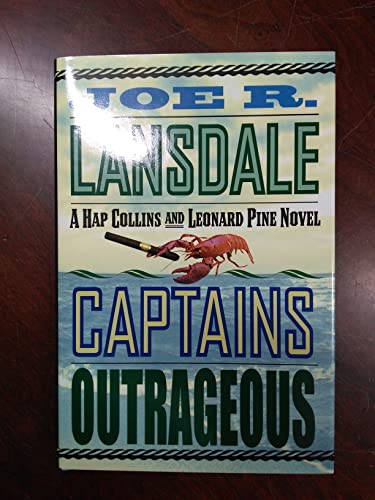 JOE R.
LANSDALE
A HAP COLLINS AND LEONARD PINE NOVEL
CAPTAINS
OUTRAGEOUS